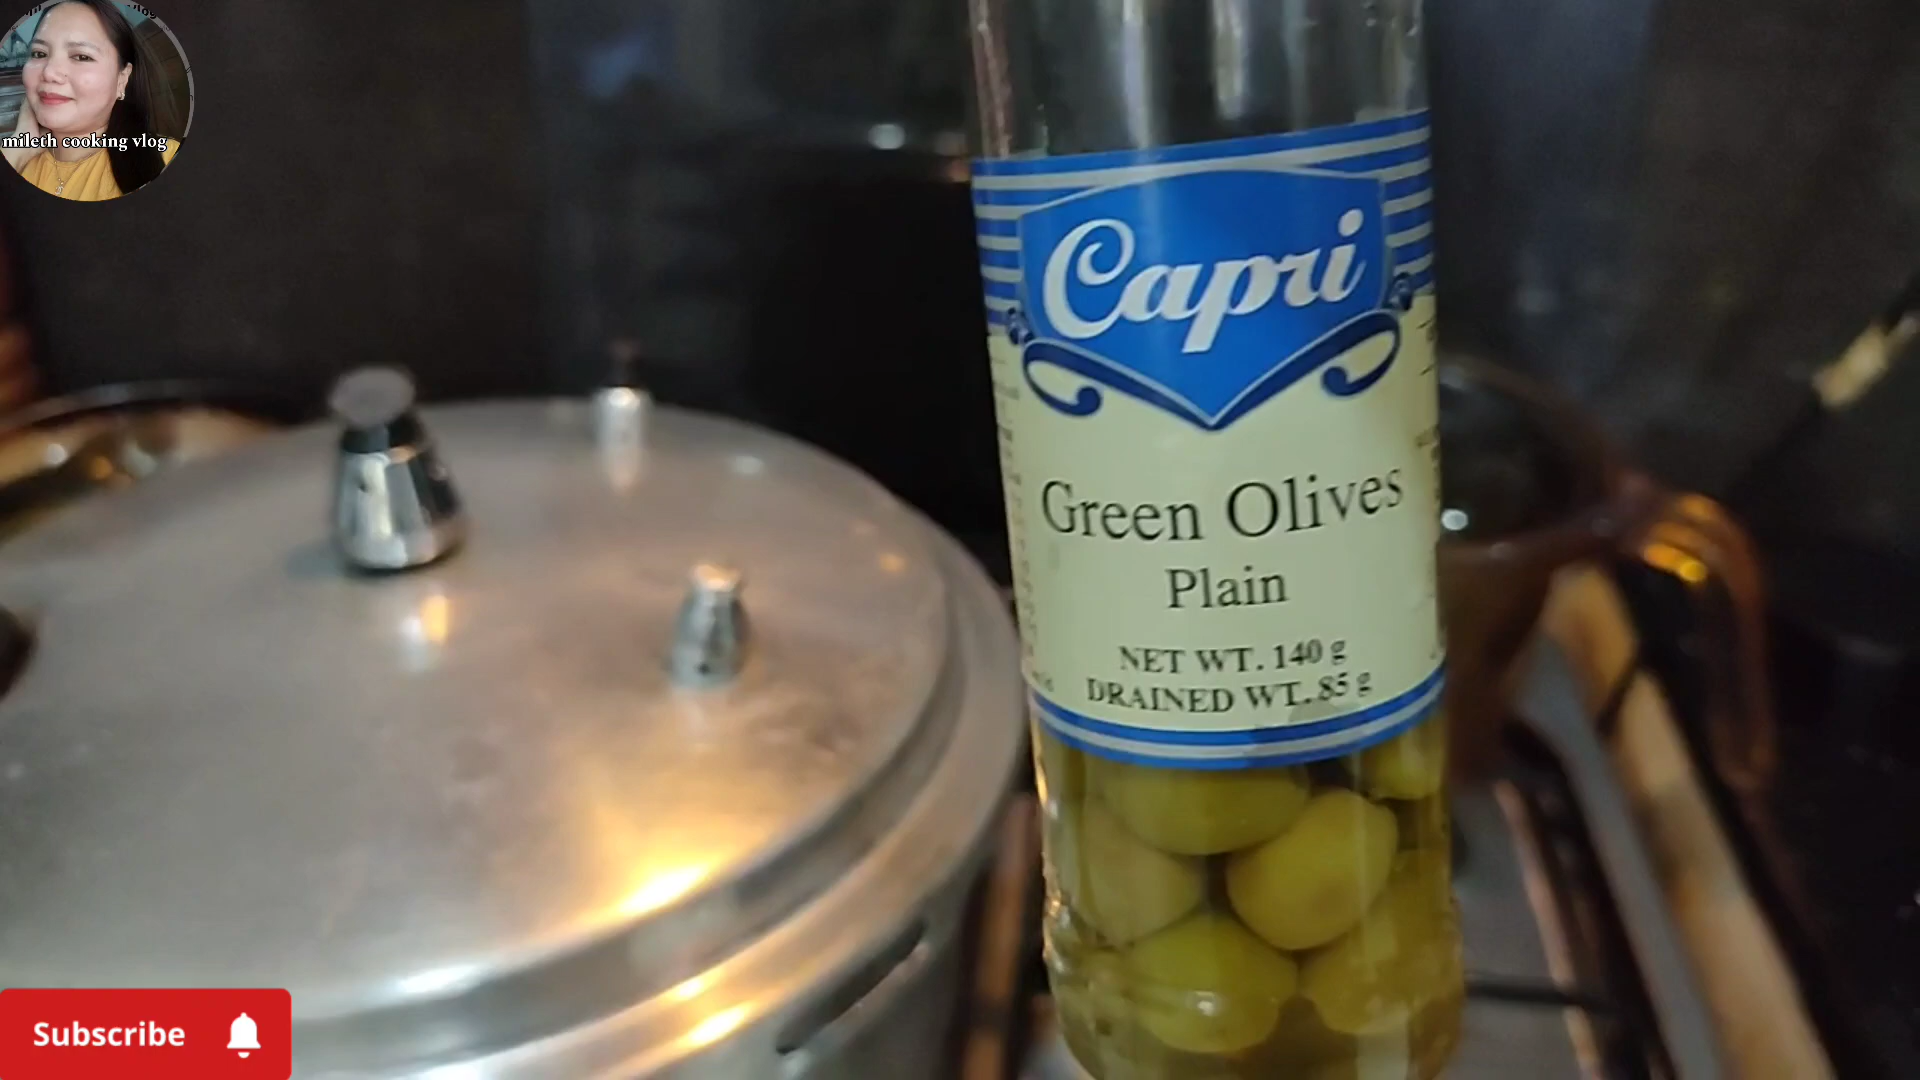 mileth cooking vlog
Capri
Green Olives
Plain
NET WT. 140 g
DRAINED WT. 85 g
Subscribe